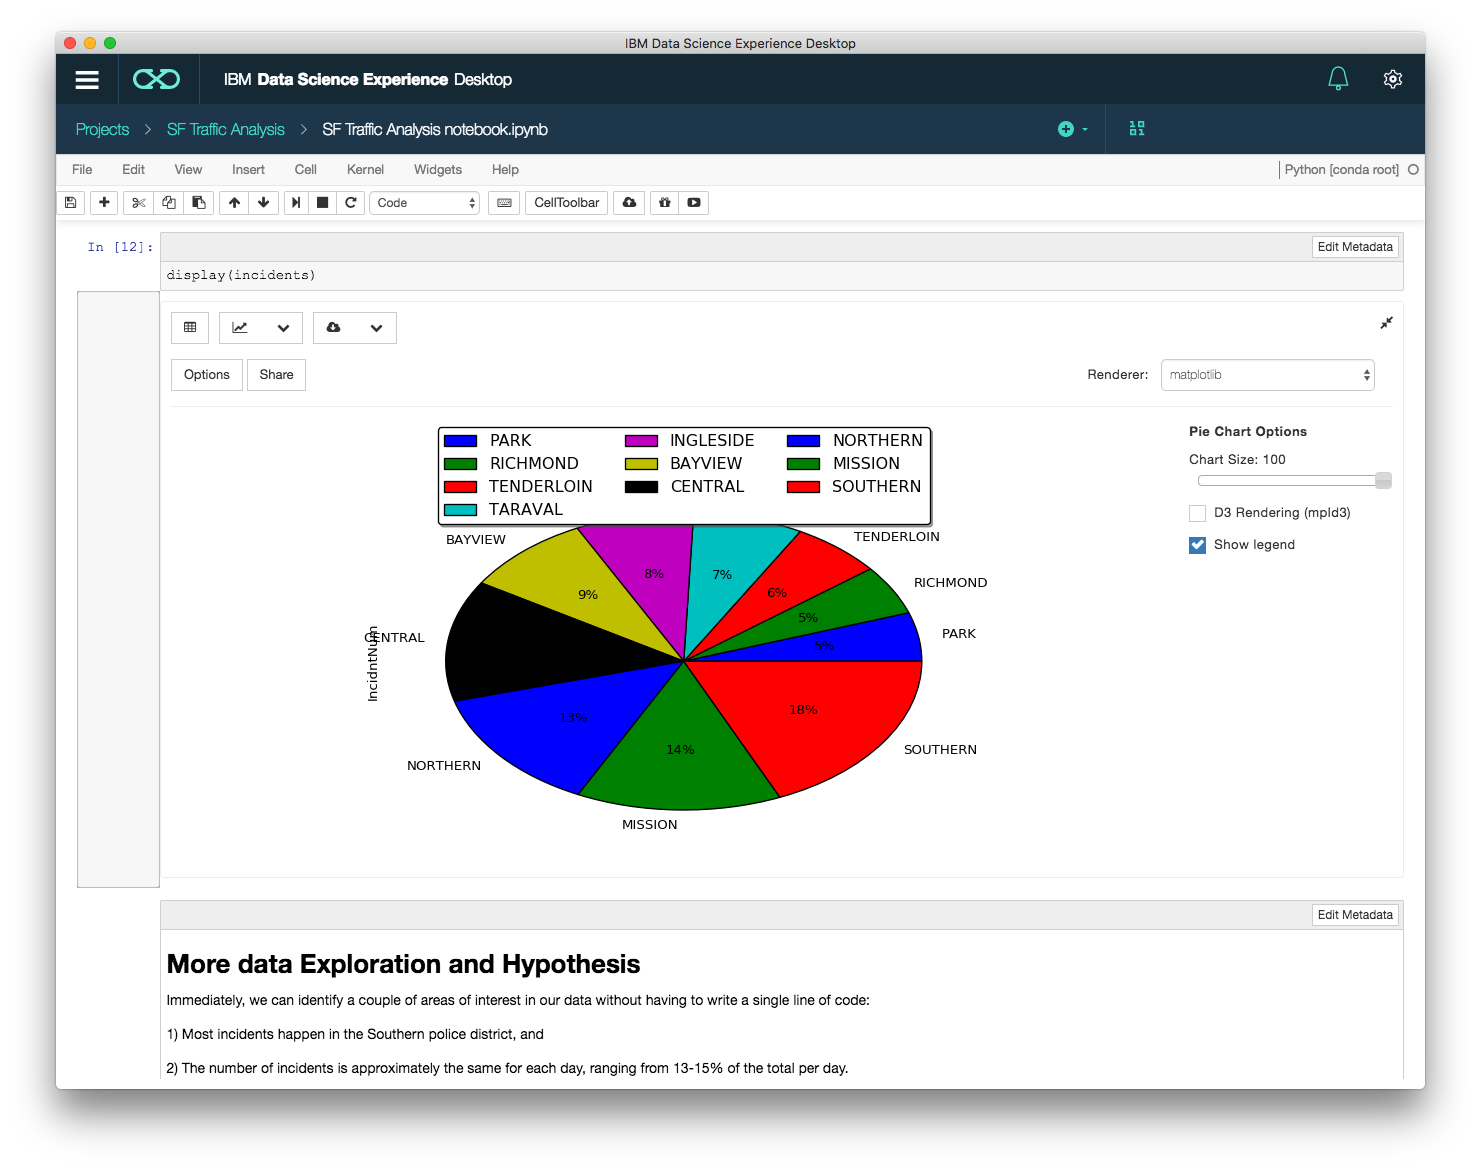 IBM Data Science Experience Desktop
IBM Data Science Experience Desktop
Projects > SF Traffic Analysis > SF Traffic Analysis notebook.ipynb
File Edit View Insert Cell Kernel Widgets Help Python [conda root]
Code CellToolbar
In [12]:
Edit Metadata
display(incidents)
Options Share Renderer: matplotlib
PARK INGLESIDE NORTHERN
RICHMOND BAYVIEW MISSION
TENDERLOIN CENTRAL SOUTHERN
TARAVAL
Pie Chart Options
Chart Size: 100
D3 Rendering (mpld3)
Show legend
BAYVIEW
TENDERLOIN
RICHMOND
PARK
CENTRAL
IncidntNum
NORTHERN
MISSION
SOUTHERN
8%
7%
9%
6%
5%
5%
13%
14%
18%
Edit Metadata
More data Exploration and Hypothesis
Immediately, we can identify a couple of areas of interest in our data without having to write a single line of code:
1) Most incidents happen in the Southern police district, and
2) The number of incidents is approximately the same for each day, ranging from 13-15% of the total per day.